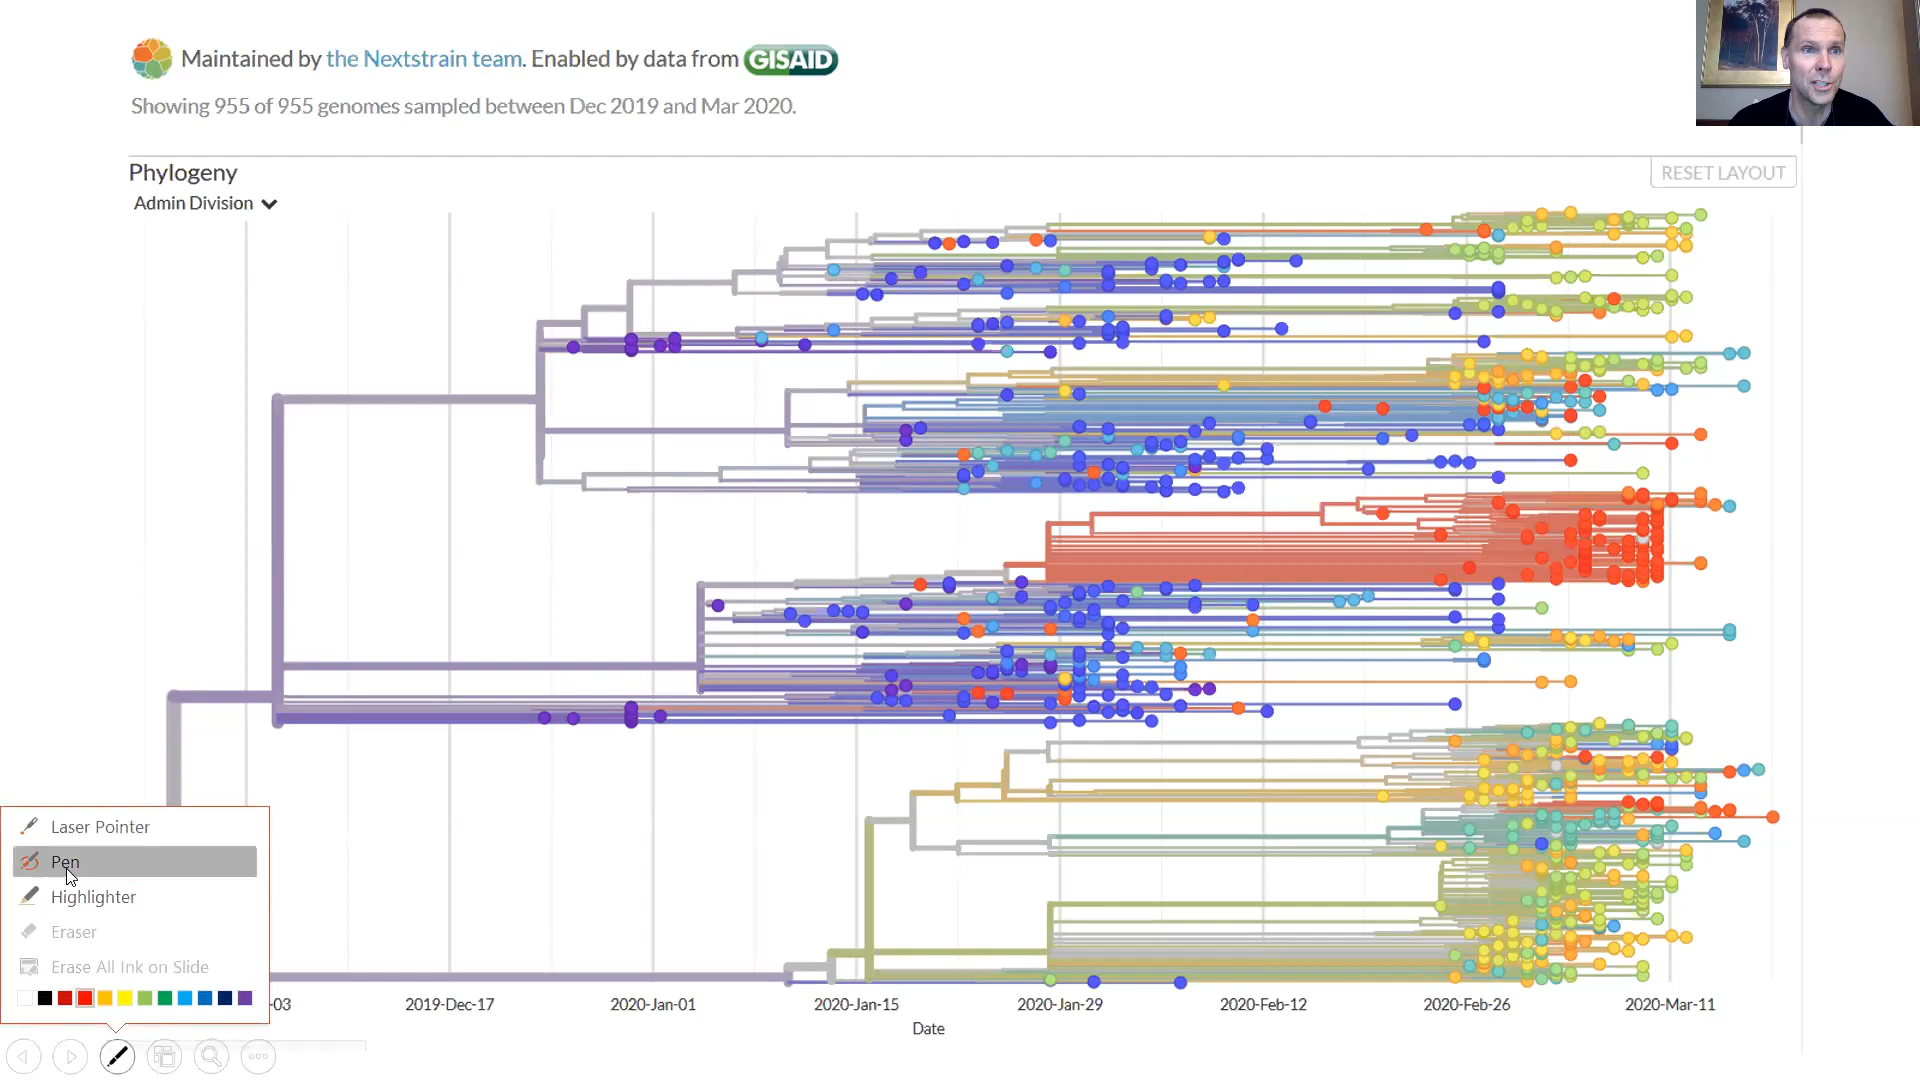 Maintained by the Nextstrain team. Enabled by data from GISAID
Showing 955 of 955 genomes sampled between Dec 2019 and Mar 2020.
Phylogeny
RESET LAYOUT
Admin Division
Laser Pointer
Pen
Highlighter
Eraser
Erase All Ink on Slide
-03 2019-Dec-17 2020-Jan-01 2020-Jan-15 2020-Jan-29 2020-Feb-12 2020-Feb-26 2020-Mar-11
Date